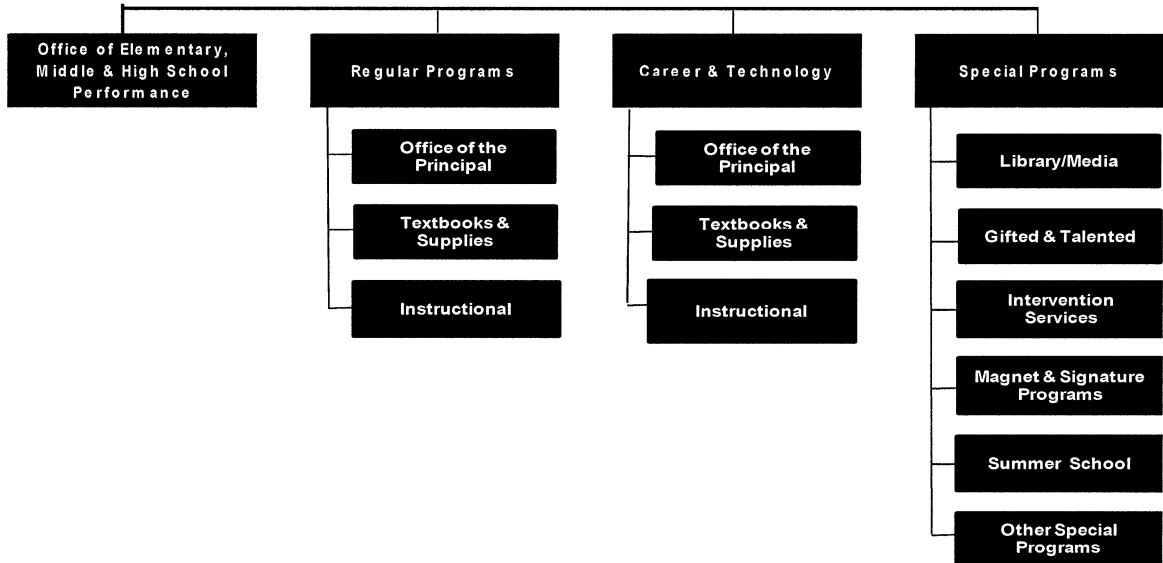 Office of Elementary,
Middle & High School
Performance
Regular Programs
Career & Technology
Special Programs
Office of the
Principal
Textbooks &
Supplies
Instructional
Office of the
Principal
Textbooks &
Supplies
Instructional
Library/Media
Gifted & Talented
Intervention
Services
Magnet & Signature
Programs
Summer School
Other Special
Programs